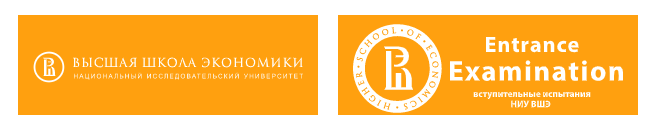 ВЫСШАЯ ШКОЛА ЭКОНОМИКИ
НАЦИОНАЛЬНЫЙ ИССЛЕДОВАТЕЛЬСКИЙ УНИВЕРСИТЕТ
HIGHER · SCHOOL · OF · ECONOMICS ·
Entrance
Examination
вступительные испытания
НИУ ВШЭ